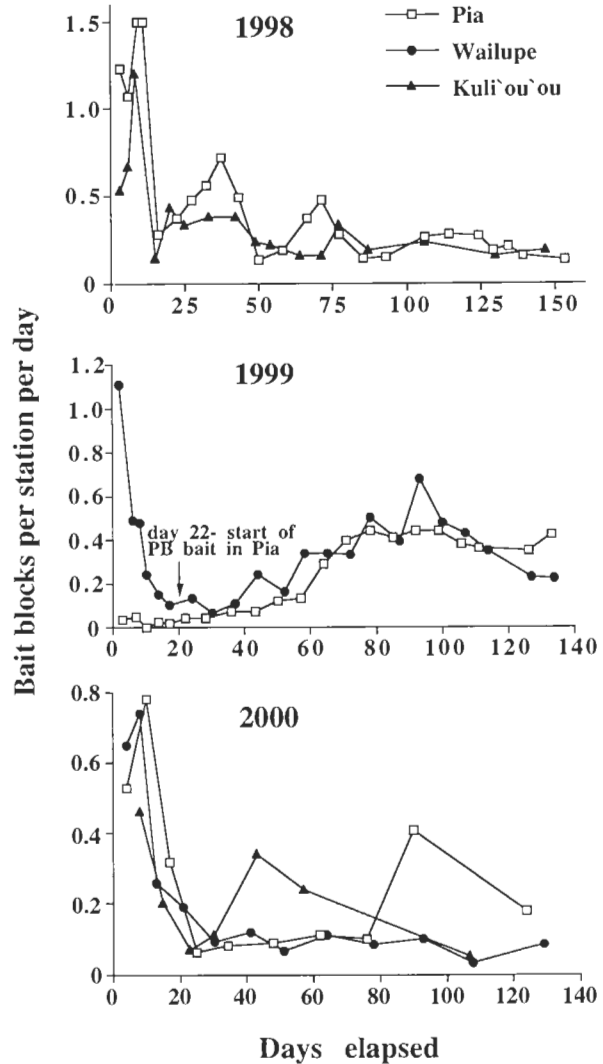 1998
Pia
Wailupe
Kuli`ou`ou
1.5
1.0
0.5
0
0 25 50 75 100 125 150
Bait blocks per station per day
1999
1.2
1.0
0.8
0.6
0.4
0.2
0
day 22- start of
PB bait in Pia
0 20 40 60 80 100 120 140
2000
0.8
0.6
0.4
0.2
0
0 20 40 60 80 100 120 140
Days elapsed